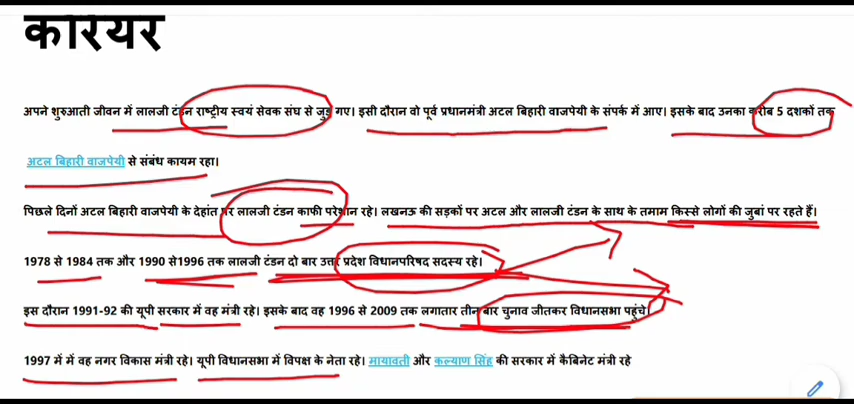 कारियर
अपने शुरुआती जीवन में लालजी टंडन राष्ट्रीय स्वयं सेवक संघ से जुड़ गए। इसी दौरान वो पूर्व प्रधानमंत्री अटल बिहारी वाजपेयी के संपर्क में आए। इसके बाद उनका करीब 5 दशकों तक
अटल बिहारी वाजपेयी से संबंध कायम रहा।
पिछले दिनों अटल बिहारी वाजपेयी के देहांत पर लालजी टंडन काफी परेशान रहे। लखनऊ की सड़कों पर अटल और लालजी टंडन के साथ के तमाम किस्से लोगों की जुबां पर रहते हैं।
1978 से 1984 तक और 1990 से1996 तक लालजी टंडन दो बार उत्तर प्रदेश विधानपरिषद सदस्य रहे।
इस दौरान 1991-92 की यूपी सरकार में वह मंत्री रहे। इसके बाद वह 1996 से 2009 तक लगातार तीन बार चुनाव जीतकर विधानसभा पहुंचे।
1997 में में वह नगर विकास मंत्री रहे। यूपी विधानसभा में विपक्ष के नेता रहे। मायावती और कल्याण सिंह की सरकार में कैबिनेट मंत्री रहे